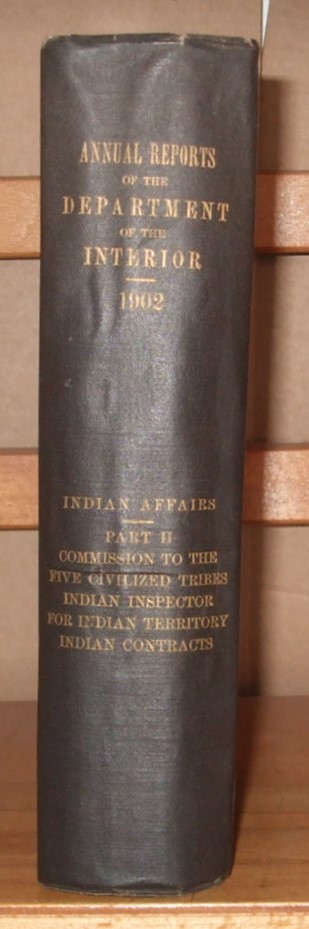 ANNUAL REPORTS
OF THE
DEPARTMENT
OF THE
INTERIOR
1902
INDIAN AFFAIRS
PART II
COMMISSION TO THE
FIVE CIVILIZED TRIBES
INDIAN INSPECTOR
FOR INDIAN TERRITORY
INDIAN CONTRACTS